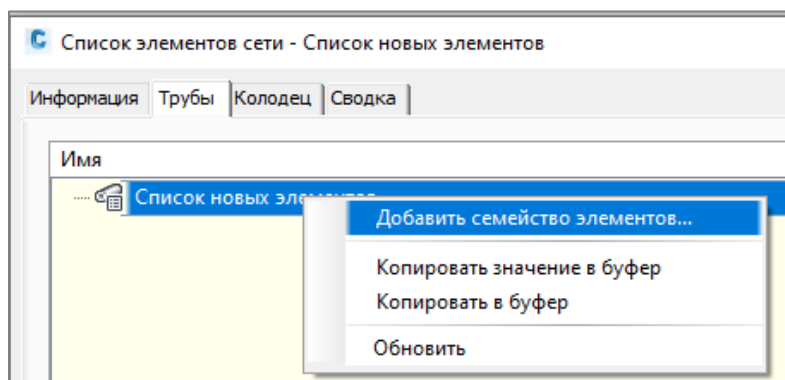 Список элементов сети - Список новых элементов
Информация Трубы Колодец Сводка
Имя
Список новых элементов
Добавить семейство элементов...
Копировать значение в буфер
Копировать в буфер
Обновить